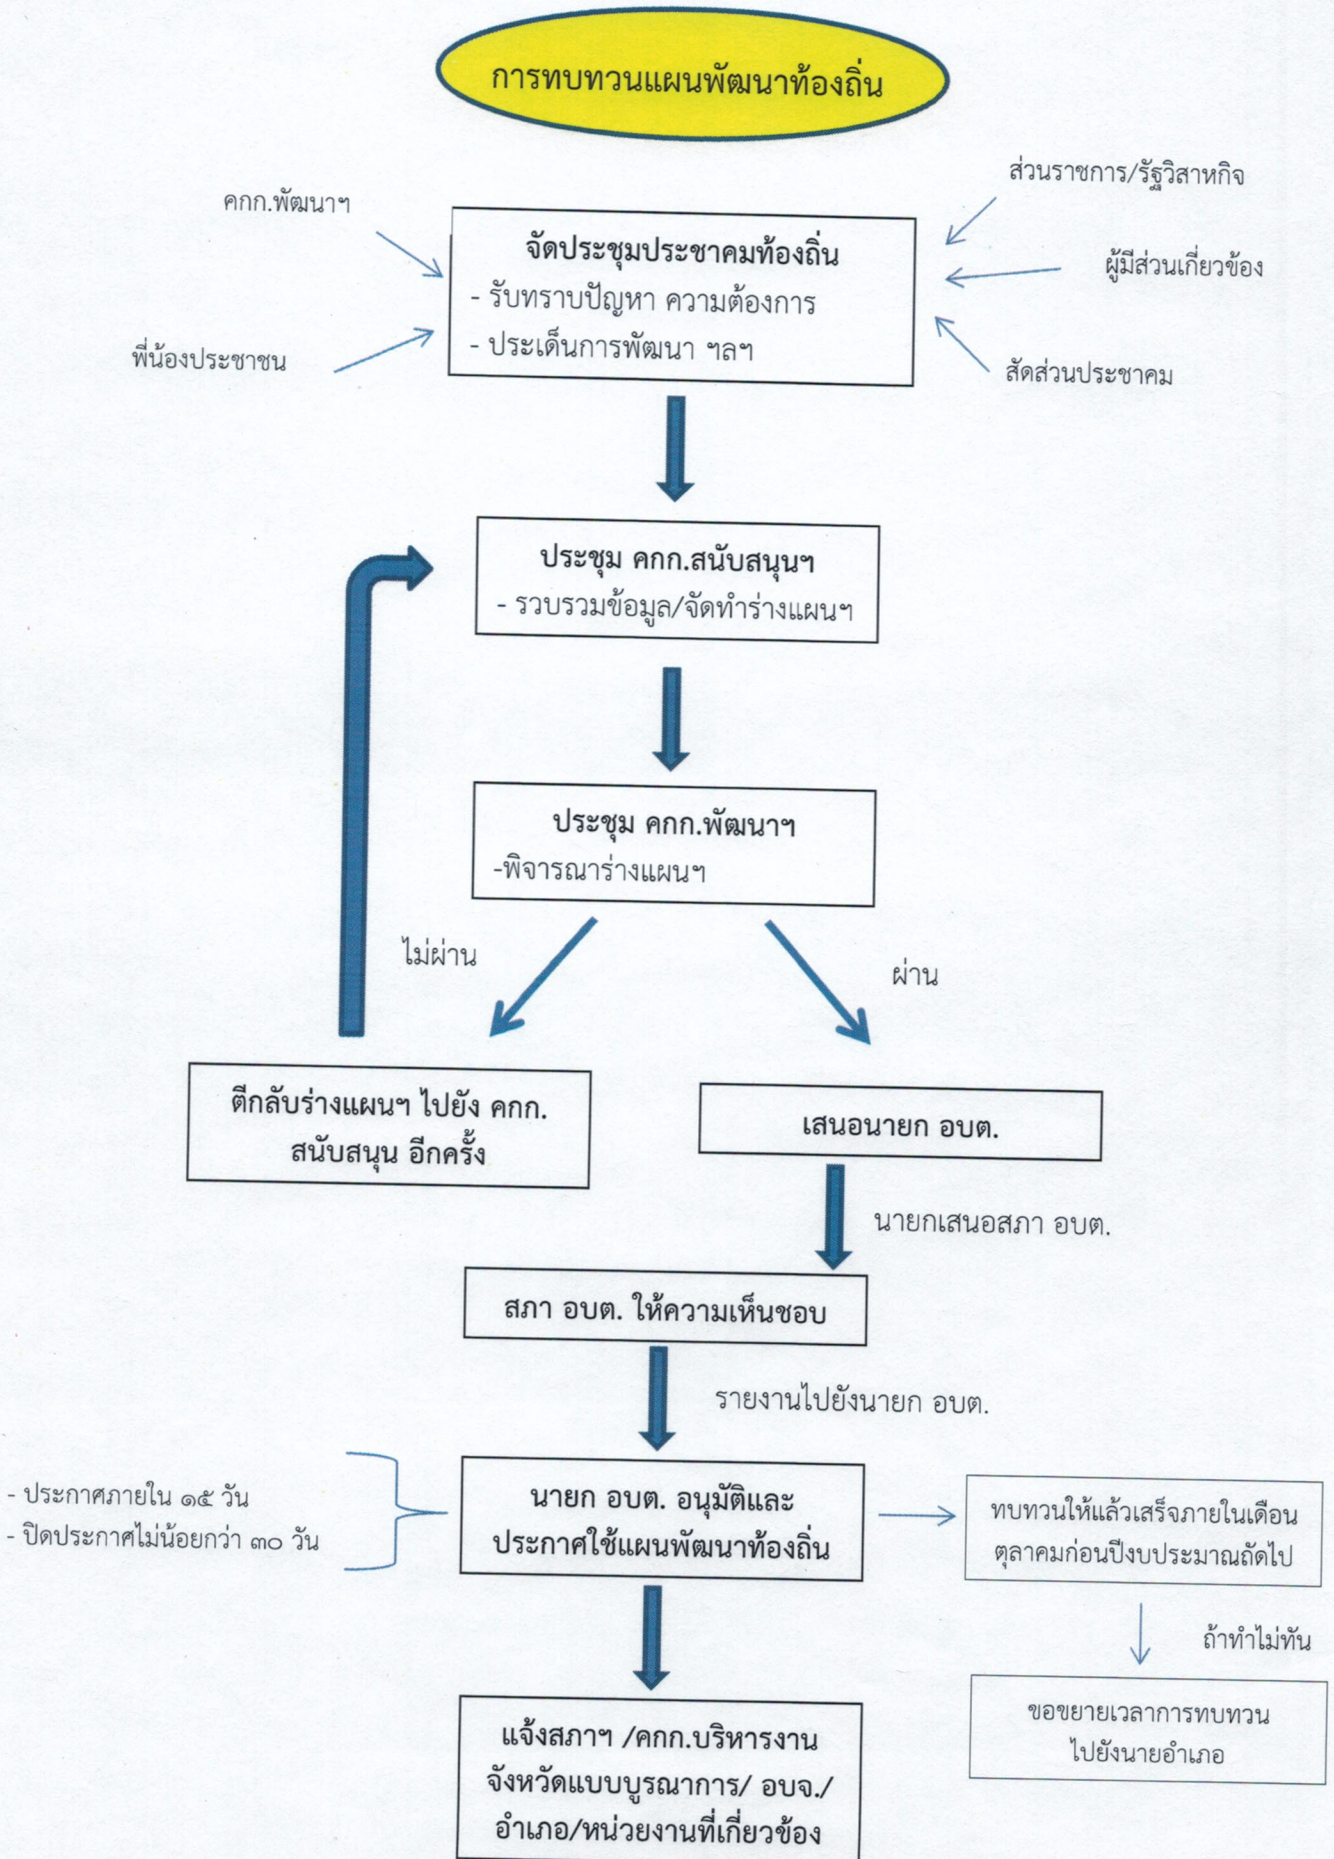 การทบทวนแผนพัฒนาท้องถิ่น
คกก.พัฒนาฯ
พี่น้องประชาชน
จัดประชุมประชาคมท้องถิ่น
- รับทราบปัญหา ความต้องการ
- ประเด็นการพัฒนา ฯลฯ
ส่วนราชการ/รัฐวิสาหกิจ
ผู้มีส่วนเกี่ยวข้อง
สัดส่วนประชาคม
ประชุม คกก.สนับสนุนฯ
- รวบรวมข้อมูล/จัดทำร่างแผนฯ
ประชุม คกก.พัฒนาฯ
-พิจารณาร่างแผนฯ
ไม่ผ่าน
ผ่าน
ตีกลับร่างแผนฯ ไปยัง คกก.
สนับสนุน อีกครั้ง
เสนอนายก อบต.
นายกเสนอสภา อบต.
สภา อบต. ให้ความเห็นชอบ
รายงานไปยังนายก อบต.
- ประกาศภายใน ๑๕ วัน
- ปิดประกาศไม่น้อยกว่า ๓๐ วัน
นายก อบต. อนุมัติและ
ประกาศใช้แผนพัฒนาท้องถิ่น
ทบทวนให้แล้วเสร็จภายในเดือน
ตุลาคมก่อนปีงบประมาณถัดไป
ถ้าทำไม่ทัน
ขอขยายเวลาการทบทวน
ไปยังนายอำเภอ
แจ้งสภาฯ /คกก.บริหารงาน
จังหวัดแบบบูรณาการ/ อบจ./
อำเภอ/หน่วยงานที่เกี่ยวข้อง